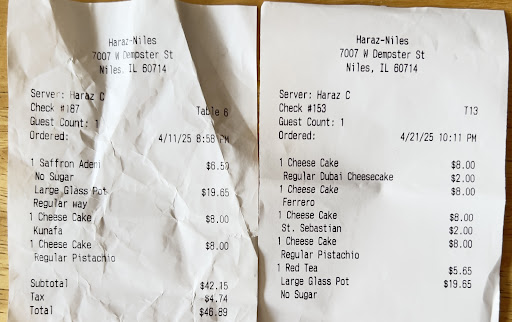 Haraz-Niles
7007 W Dempster St
Niles, IL 60714
Server: Haraz C
Check #187 Table 6
Guest Count: 1
Ordered: 4/11/25 8:58 PM
1 Saffron Adeni $6.50
No Sugar
Large Glass Pot $19.65
Regular way
1 Cheese Cake $8.00
Kunafa
1 Cheese Cake $8.00
Regular Pistachio
Subtotal $42.15
Tax $4.74
Total $46.89
Haraz-Niles
7007 W Dempster St
Niles, IL 60714
Server: Haraz C
Check #153 T13
Guest Count: 1
Ordered: 4/21/25 10:11 PM
1 Cheese Cake $8.00
Regular Dubai Cheesecake $2.00
1 Cheese Cake $8.00
Ferrero
1 Cheese Cake $8.00
St. Sebastian $2.00
1 Cheese Cake $8.00
Regular Pistachio
1 Red Tea $5.65
Large Glass Pot $19.65
No Sugar